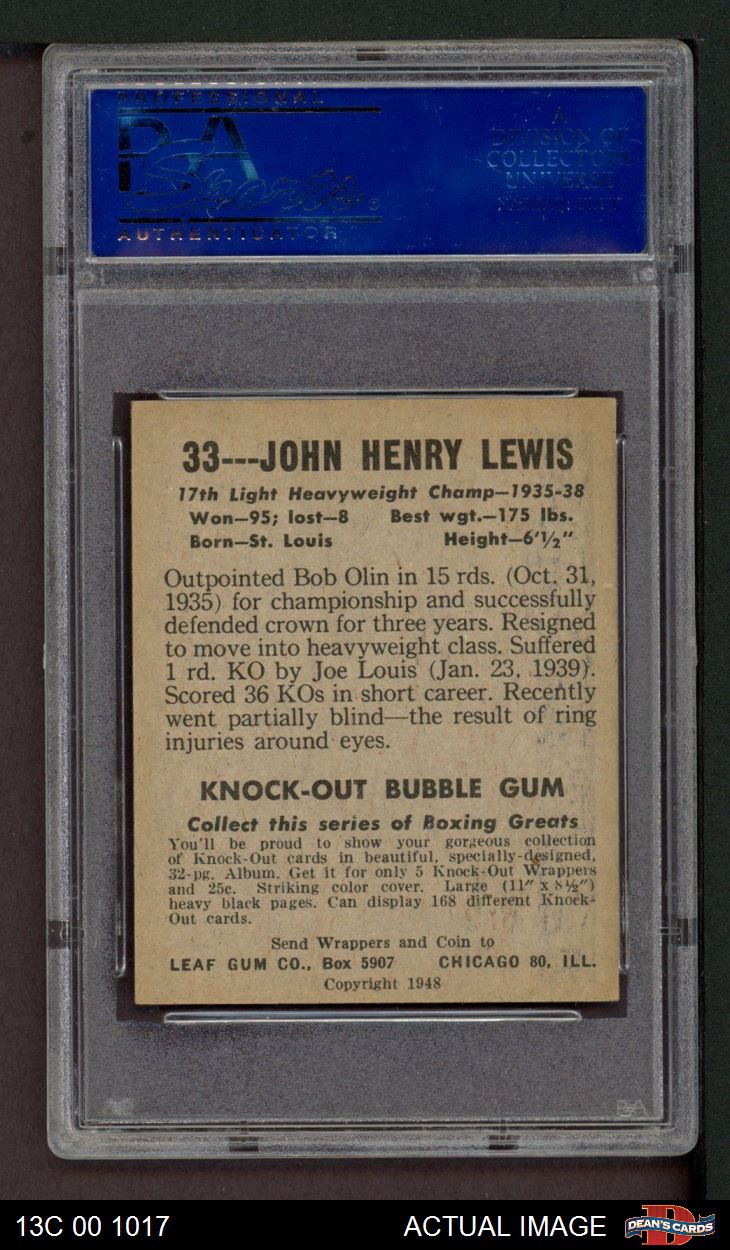 PROFESSIONAL
PSA
Sports
AUTHENTICATOR
A
DIVISION OF
COLLECTORS
UNIVERSE
NASDAQ: CLCT
33---JOHN HENRY LEWIS
17th Light Heavyweight Champ—1935-38
Won—95; lost—8 Best wgt.—175 lbs.
Born—St. Louis Height—6'½"
Outpointed Bob Olin in 15 rds. (Oct. 31,
1935) for championship and successfully
defended crown for three years. Resigned
to move into heavyweight class. Suffered
1 rd. KO by Joe Louis (Jan. 23, 1939).
Scored 36 KOs in short career. Recently
went partially blind—the result of ring
injuries around eyes.
KNOCK-OUT BUBBLE GUM
Collect this series of Boxing Greats
You'll be proud to show your gorgeous collection
of Knock-Out cards in beautiful, specially-designed,
32-pg. Album. Get it for only 5 Knock-Out Wrappers
and 25c. Striking color cover. Large (11" x 8½")
heavy black pages. Can display 168 different Knock-
Out cards.
Send Wrappers and Coin to
LEAF GUM CO., Box 5907 CHICAGO 80, ILL.
Copyright 1948
PSA
13C 00 1017 ACTUAL IMAGE DEAN'S CARDS